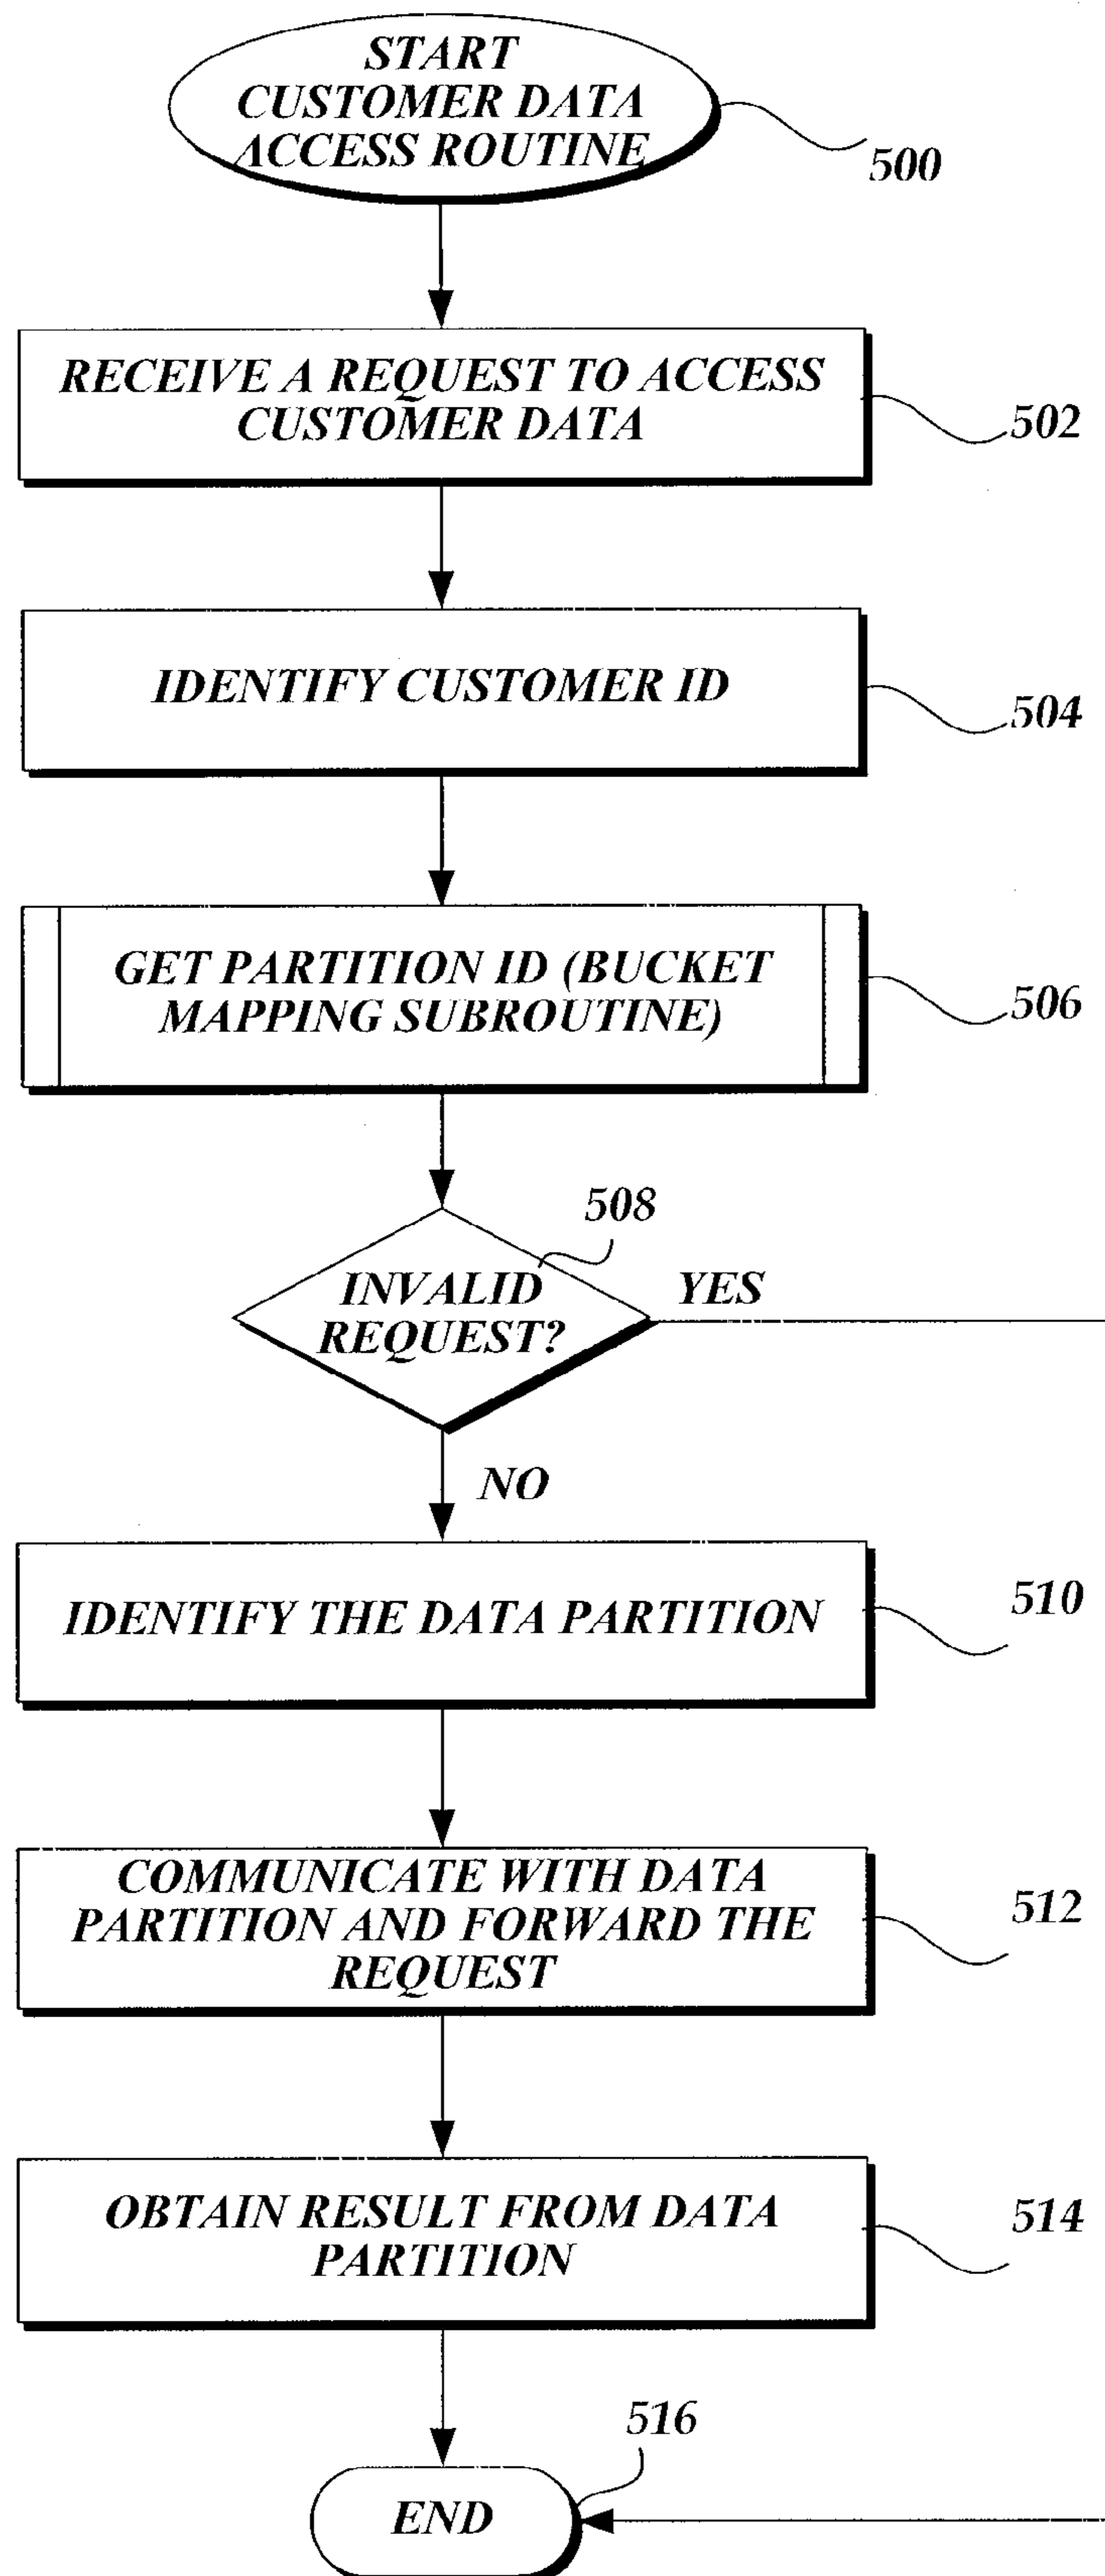 START
CUSTOMER DATA
ACCESS ROUTINE
500
RECEIVE A REQUEST TO ACCESS
CUSTOMER DATA
502
IDENTIFY CUSTOMER ID
504
GET PARTITION ID (BUCKET
MAPPING SUBROUTINE)
506
508
INVALID
REQUEST?
YES
NO
IDENTIFY THE DATA PARTITION
510
COMMUNICATE WITH DATA
PARTITION AND FORWARD THE
REQUEST
512
OBTAIN RESULT FROM DATA
PARTITION
514
516
END